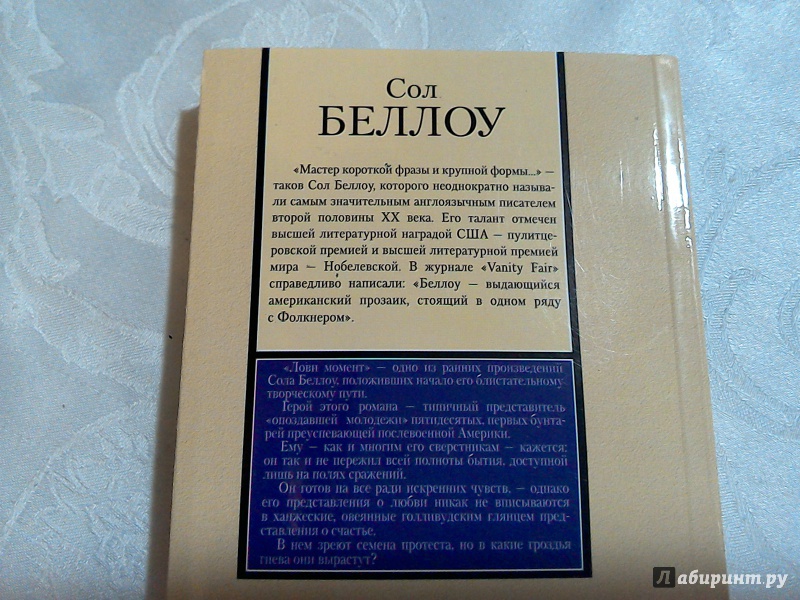 Сол
БЕЛЛОУ
«Мастер короткой фразы и крупной формы...» —
таков Сол Беллоу, которого неоднократно называ-
ли самым значительным англоязычным писателем
второй половины XX века. Его талант отмечен
высшей литературной наградой США — пулитце-
ровской премией и высшей литературной премией
мира — Нобелевской. В журнале «Vanity Fair»
справедливо написали: «Беллоу — выдающийся
американский прозаик, стоящий в одном ряду
с Фолкнером».
«Лови момент» — одно из ранних произведений
Сола Беллоу, положивших начало его блистательному
творческому пути.
Герой этого романа — типичный представитель
«опоздавшей молодежи» пятидесятых, первых бунта-
рей преуспевающей послевоенной Америки.
Ему — как и многим его сверстникам — кажется:
он так и не пережил всей полноты бытия, доступной
лишь на полях сражений.
Он готов на все ради искренних чувств, — однако
его представления о любви никак не вписываются
в ханжеские, овеянные голливудским глянцем пред-
ставления о счастье.
В нем зреют семена протеста, но в какие гроздья
гнева они вырастут?
Лабиринт.ру